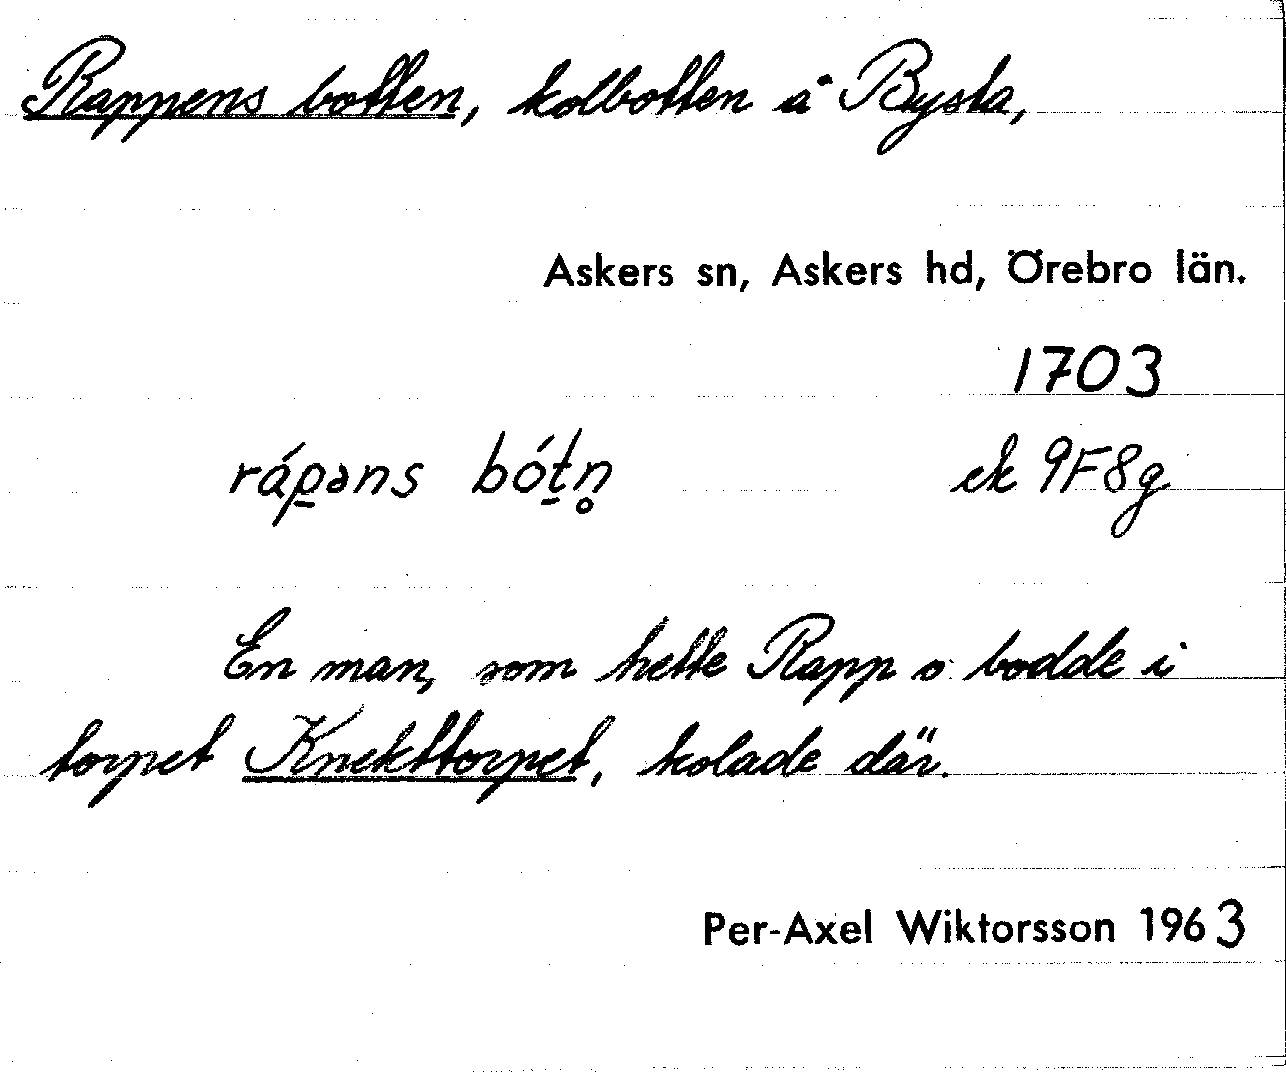 Rappens botten, kolbotten å Bysta,
Askers sn, Askers hd, Örebro län.
1703
rápəns bótn̥ ek 9F8g
En man, som hette Rapp o bodde i
torpet Knekttorpet, kolade där.
Per-Axel Wiktorsson 1963